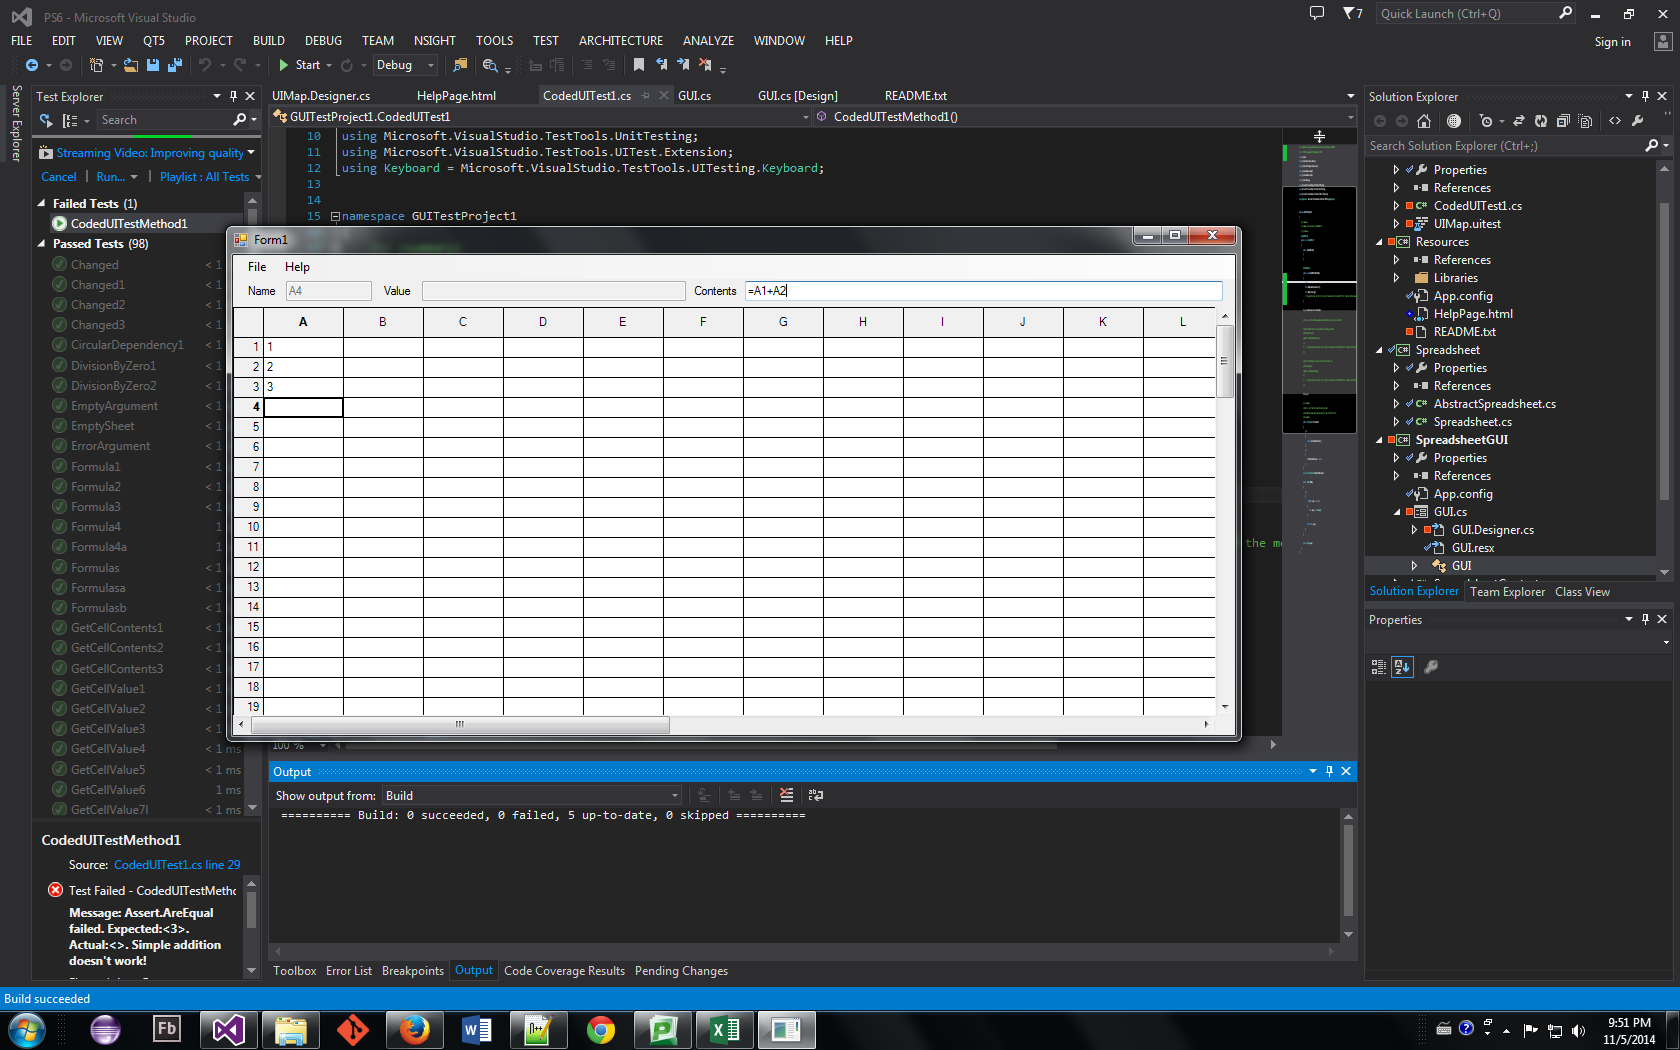 PS6 - Microsoft Visual Studio
7
Quick Launch (Ctrl+Q)
FILE EDIT VIEW QT5 PROJECT BUILD DEBUG TEAM NSIGHT TOOLS TEST ARCHITECTURE ANALYZE WINDOW HELP
Sign in
Start
Debug
Server Explorer
Test Explorer
Search
Streaming Video: Improving quality
Cancel | Run... | Playlist : All Tests
Failed Tests (1)
CodedUITestMethod1
Passed Tests (98)
Changed < 1
Changed1 < 1
Changed2 < 1
Changed3 < 1
CircularDependency1 < 1
DivisionByZero1 < 1
DivisionByZero2 < 1
EmptyArgument < 1
EmptySheet < 1
ErrorArgument < 1
Formula1 < 1
Formula2 < 1
Formula3 < 1
Formula4 1
Formula4a < 1
Formulas < 1
Formulasa < 1
Formulasb < 1
GetCellContents1 < 1
GetCellContents2 < 1
GetCellContents3 < 1
GetCellValue1 < 1
GetCellValue2 < 1
GetCellValue3 < 1
GetCellValue4 < 1 ms
GetCellValue5 < 1 ms
GetCellValue6 1 ms
GetCellValue7l < 1 ms
CodedUITestMethod1
Source: CodedUITest1.cs line 29
Test Failed - CodedUITestMethc
Message: Assert.AreEqual
failed. Expected:<3>.
Actual:<>. Simple addition
doesn't work!
UIMap.Designer.cs HelpPage.html CodedUITest1.cs GUI.cs GUI.cs [Design] README.txt
GUITestProject1.CodedUITest1 CodedUITestMethod1()
10 using Microsoft.VisualStudio.TestTools.UnitTesting;
11 using Microsoft.VisualStudio.TestTools.UITest.Extension;
12 using Keyboard = Microsoft.VisualStudio.TestTools.UITesting.Keyboard;
13
14
15 namespace GUITestProject1
Form1
File Help
Name A4 Value Contents =A1+A2
A B C D E F G H I J K L
1 1
2 2
3 3
4
5
6
7
8
9
10
11
12
13
14
15
16
17
18
19
the m
100 %
Output
Show output from: Build
========== Build: 0 succeeded, 0 failed, 5 up-to-date, 0 skipped ==========
Toolbox Error List Breakpoints Output Code Coverage Results Pending Changes
Solution Explorer
Search Solution Explorer (Ctrl+;)
Properties
References
CodedUITest1.cs
UIMap.uitest
Resources
References
Libraries
App.config
HelpPage.html
README.txt
Spreadsheet
Properties
References
AbstractSpreadsheet.cs
Spreadsheet.cs
SpreadsheetGUI
Properties
References
App.config
GUI.cs
GUI.Designer.cs
GUI.resx
GUI
Solution Explorer Team Explorer Class View
Properties
Build succeeded
Fb
9:51 PM
11/5/2014